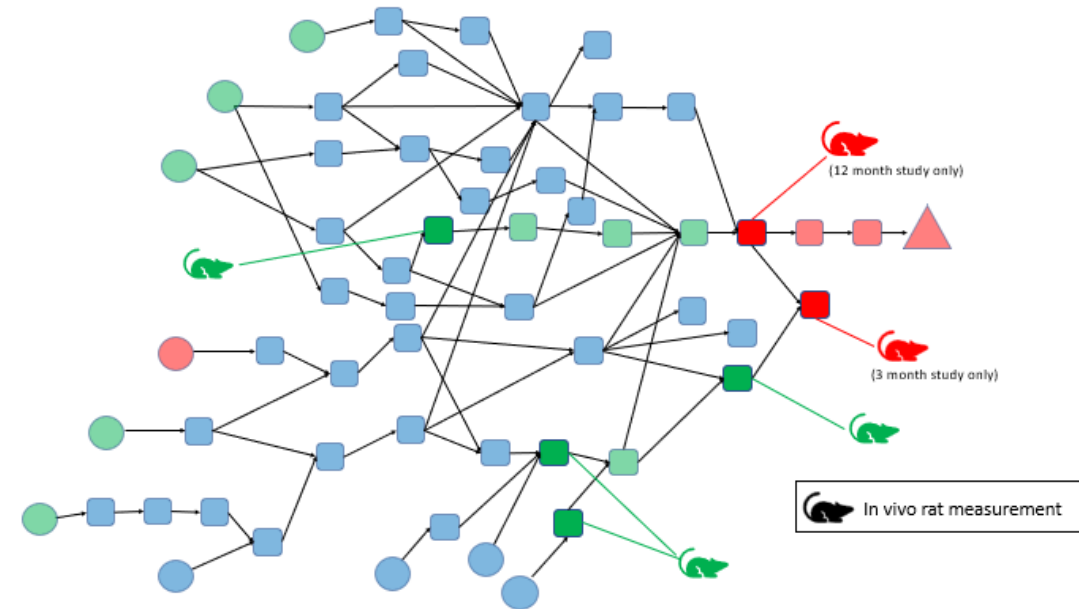 (12 month study only)
(3 month study only)
In vivo rat measurement